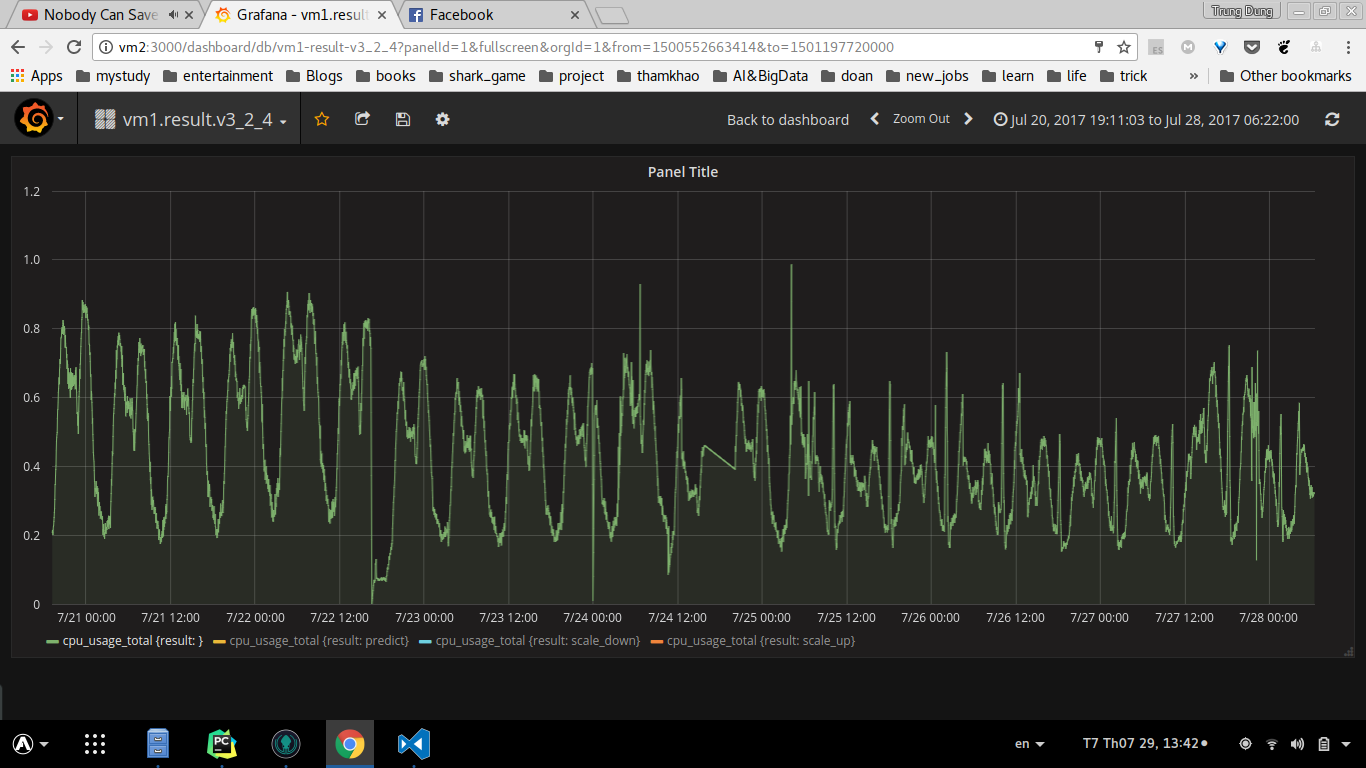 Nobody Can Save
Grafana - vm1.result
Facebook
Trung Dung
vm2:3000/dashboard/db/vm1-result-v3_2_4?panelId=1&fullscreen&orgId=1&from=1500552663414&to=1501197720000
ES
Apps mystudy entertainment Blogs books shark_game project thamkhao AI&BigData doan new_jobs learn life trick » Other bookmarks
vm1.result.v3_2_4 Back to dashboard Zoom Out Jul 20, 2017 19:11:03 to Jul 28, 2017 06:22:00
Panel Title
1.2
1.0
0.8
0.6
0.4
0.2
0
7/21 00:00 7/21 12:00 7/22 00:00 7/22 12:00 7/23 00:00 7/23 12:00 7/24 00:00 7/24 12:00 7/25 00:00 7/25 12:00 7/26 00:00 7/26 12:00 7/27 00:00 7/27 12:00 7/28 00:00
cpu_usage_total {result: } cpu_usage_total {result: predict} cpu_usage_total {result: scale_down} cpu_usage_total {result: scale_up}
PC
en
T7 Th07 29, 13:42